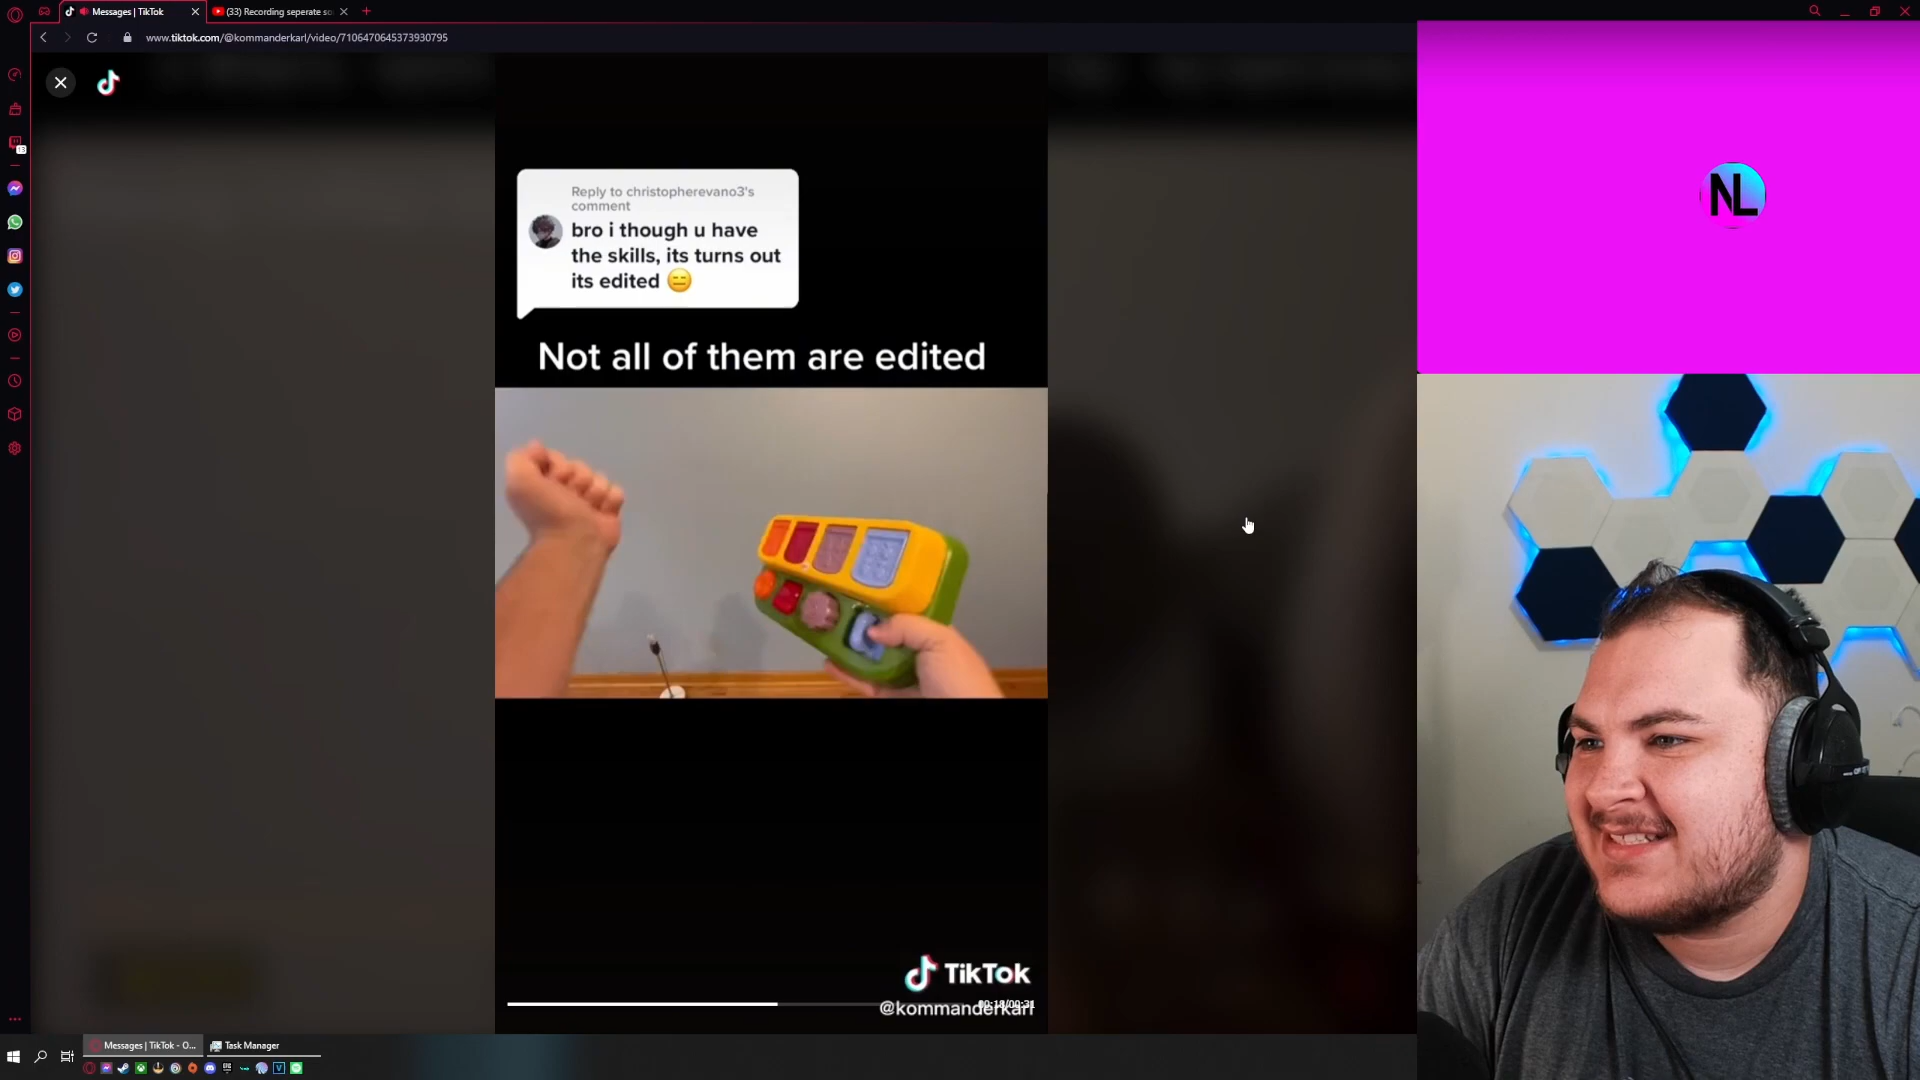 Messages | TikTok
(33) Recording seperate sc
www.tiktok.com/@kommanderkarl/video/7106470645373930795
13
NL
Reply to christopherevano3's
comment
bro i though u have
the skills, its turns out
its edited
Not all of them are edited
TikTok
@kommanderkarl
Messages | TikTok - O...
Task Manager